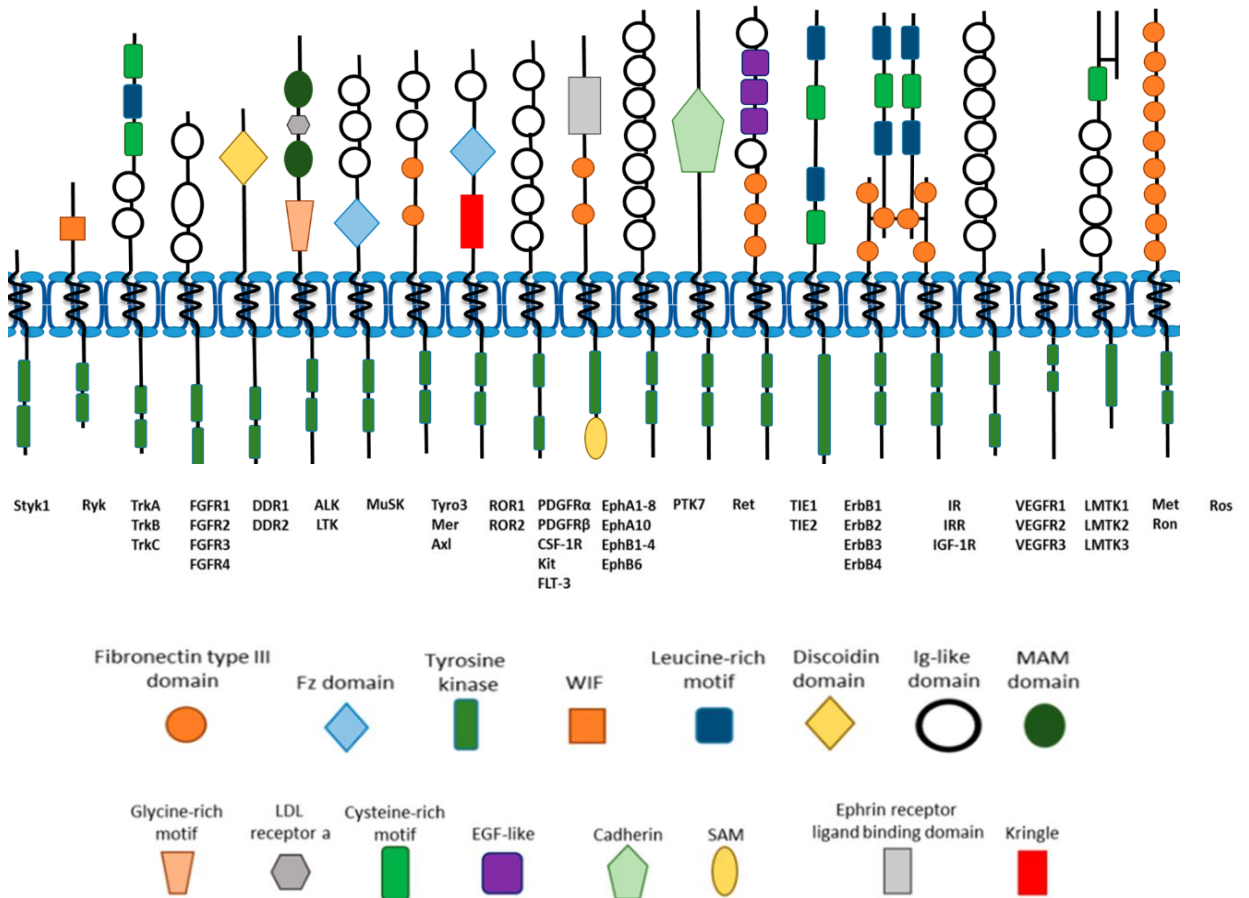 Styk1 Ryk TrkA FGFR1 DDR1 ALK MuSK Tyro3 ROR1 PDGFRα EphA1-8 PTK7 Ret TIE1 ErbB1 IR VEGFR1 LMTK1 Met Ros
TrkB FGFR2 DDR2 LTK Mer ROR2 PDGFRβ EphA10 TIE2 ErbB2 IRR VEGFR2 LMTK2 Ron
TrkC FGFR3 Axl CSF-1R EphB1-4 ErbB3 IGF-1R VEGFR3 LMTK3
FGFR4 Kit EphB6 ErbB4
FLT-3
Fibronectin type III
domain
Fz domain
Tyrosine
kinase
WIF
Leucine-rich
motif
Discoidin
domain
Ig-like
domain
MAM
domain
Glycine-rich
motif
LDL
receptor a
Cysteine-rich
motif
EGF-like
Cadherin
SAM
Ephrin receptor
ligand binding domain
Kringle